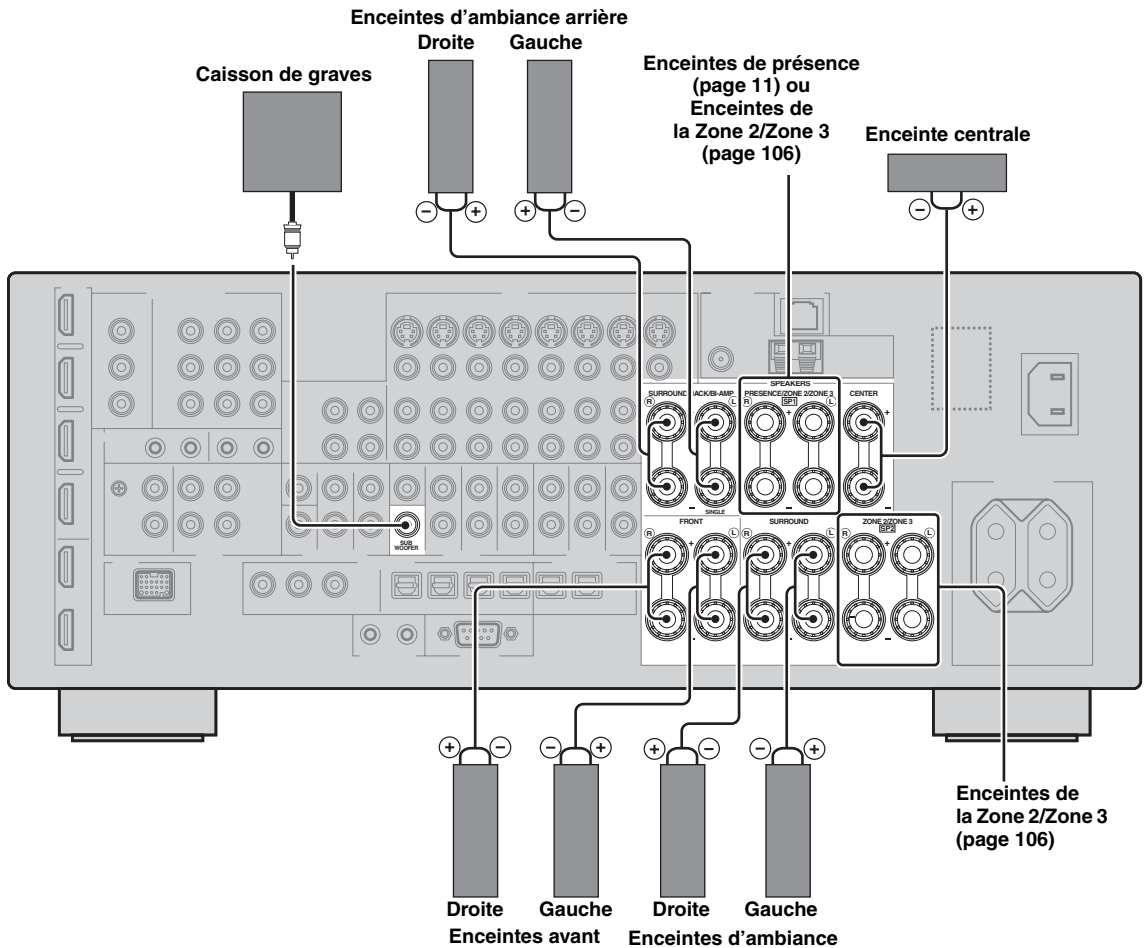 Enceintes d'ambiance arrière
Droite Gauche
Caisson de graves
Enceintes de présence
(page 11) ou
Enceintes de
la Zone 2/Zone 3
(page 106)
Enceinte centrale
− + + −
− +
SPEAKERS
SURROUND BACK/BI-AMP PRESENCE/ZONE 2/ZONE 3 CENTER
R L R SP1 L
+ +
− − −
SINGLE
SUB
WOOFER
FRONT SURROUND ZONE 2/ZONE 3
R L R L R SP2 L
+ + +
− − −
+ − − + + − − +
Droite Gauche Droite Gauche
Enceintes avant Enceintes d'ambiance
Enceintes de
la Zone 2/Zone 3
(page 106)